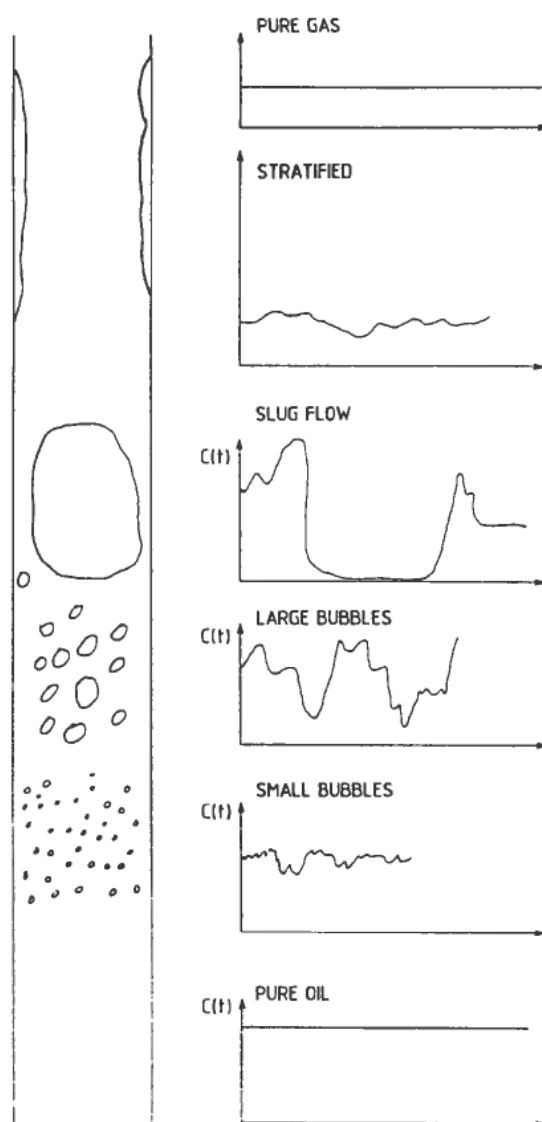 PURE GAS
STRATIFIED
SLUG FLOW
C(t)
LARGE BUBBLES
C(t)
SMALL BUBBLES
C(t)
PURE OIL
C(t)